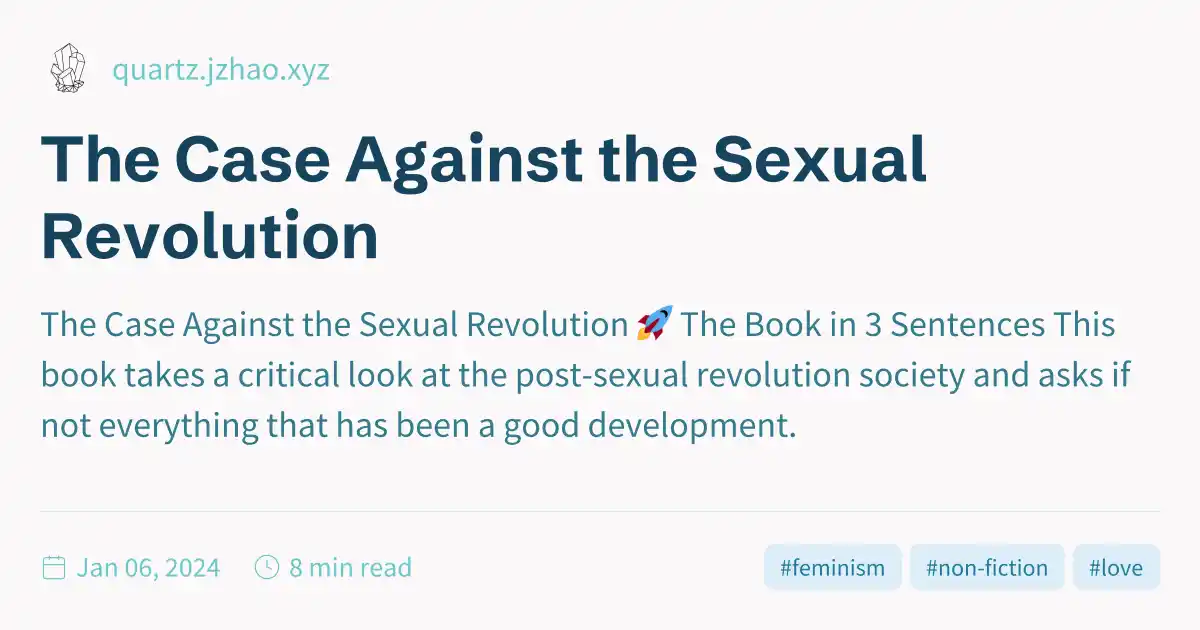 quartz.jzhao.xyz
The Case Against the Sexual
Revolution
The Case Against the Sexual Revolution 🚀 The Book in 3 Sentences This
book takes a critical look at the post-sexual revolution society and asks if
not everything that has been a good development.
Jan 06, 2024 8 min read #feminism #non-fiction #love